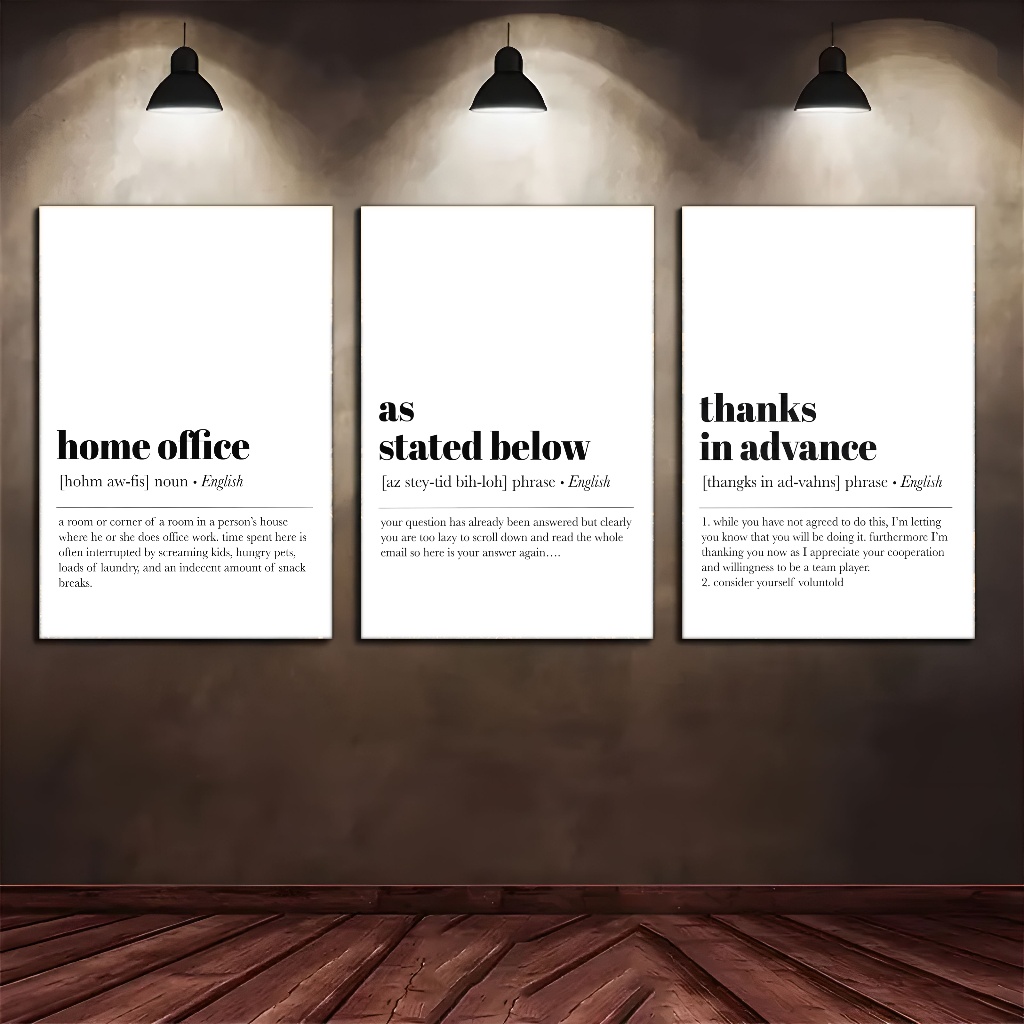 home office
[hohm aw-fis] noun • English
a room or corner of a room in a person's house
where he or she does office work. time spent here is
often interrupted by screaming kids, hungry pets,
loads of laundry, and an indecent amount of snack
breaks.
as
stated below
[az stey-tid bih-loh] phrase • English
your question has already been answered but clearly
you are too lazy to scroll down and read the whole
email so here is your answer again....
thanks
in advance
[thangks in ad-vahns] phrase • English
1. while you have not agreed to do this, I'm letting
you know that you will be doing it. furthermore I'm
thanking you now as I appreciate your cooperation
and willingness to be a team player.
2. consider yourself voluntold